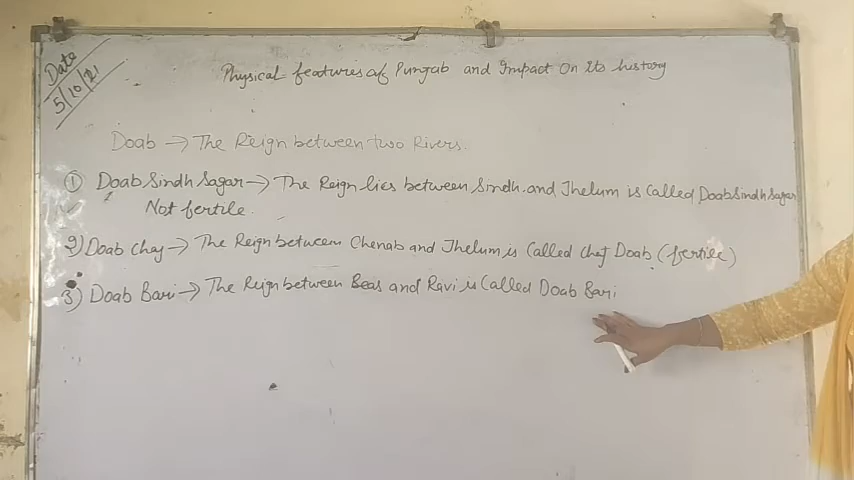 Date
5/10/21
Physical features of Punjab and Impact On Its history
Doab → The Reign between two Rivers.
① Doab Sindh Sagar → The Reign lies between Sindh and Jhelum is Called Doab Sindh Sagar
Not fertile.
2) Doab Chaj → The Reign between Chenab and Jhelum is Called Chaj Doab (fertile)
3) Doab Bari → The Reign between Beas and Ravi is Called Doab Bari